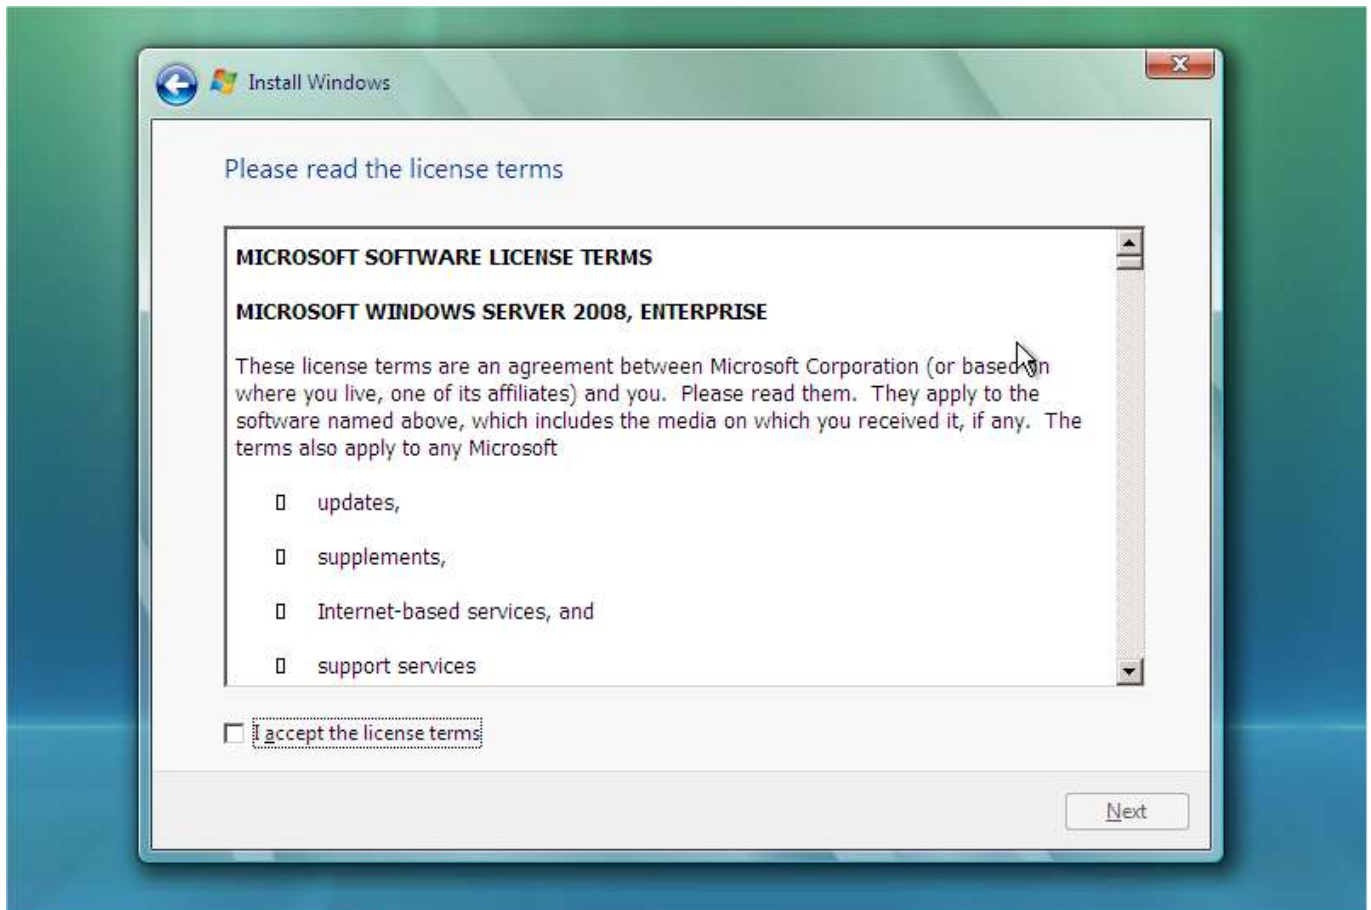 Install Windows
Please read the license terms
MICROSOFT SOFTWARE LICENSE TERMS
MICROSOFT WINDOWS SERVER 2008, ENTERPRISE
These license terms are an agreement between Microsoft Corporation (or based on
where you live, one of its affiliates) and you.  Please read them.  They apply to the
software named above, which includes the media on which you received it, if any.  The
terms also apply to any Microsoft
updates,
supplements,
Internet-based services, and
support services
I accept the license terms
Next